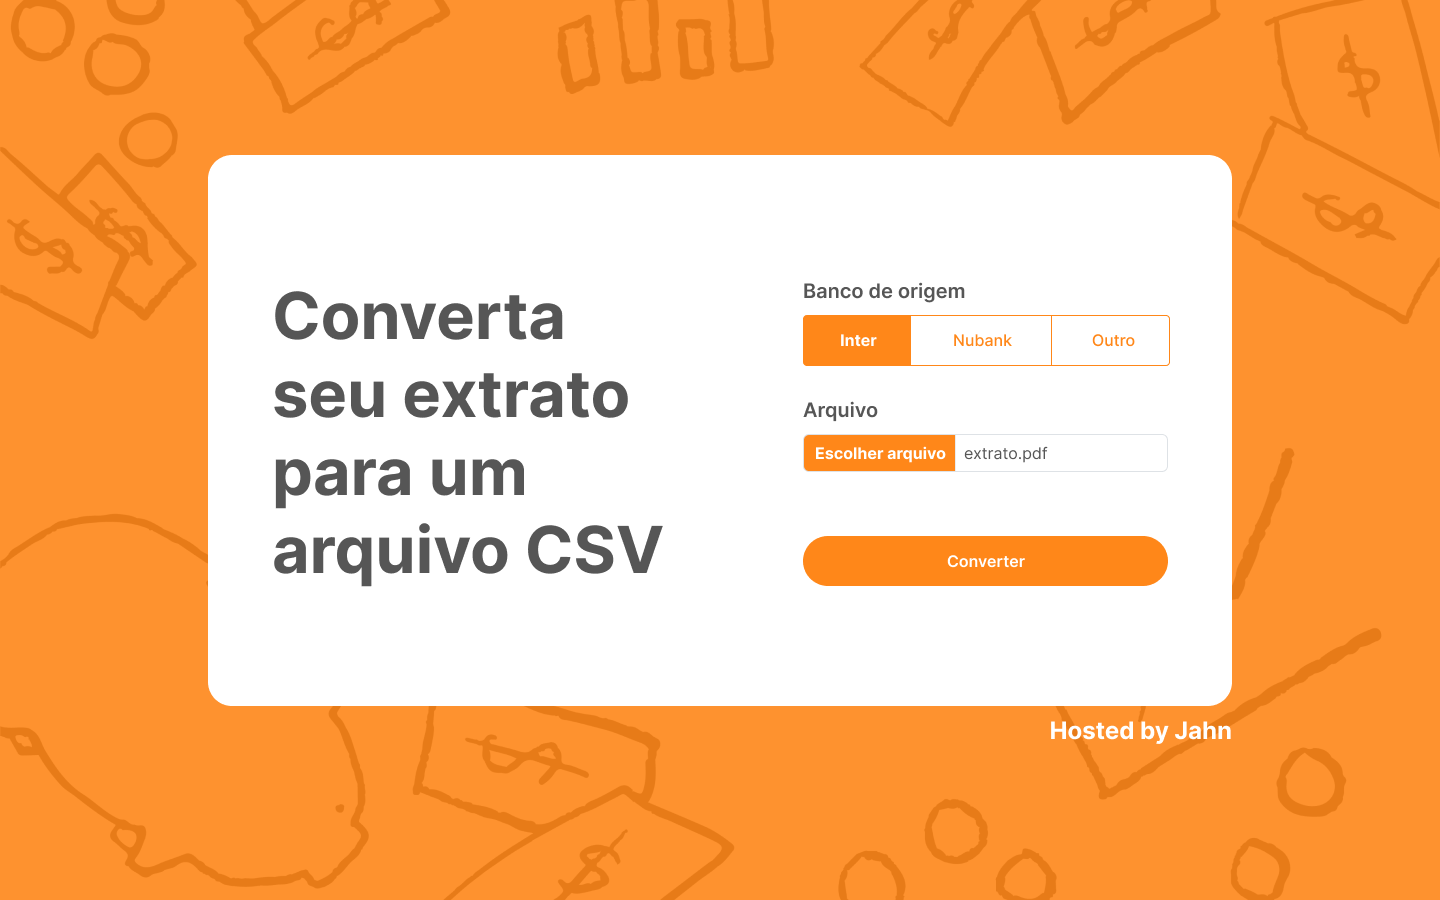 Converta
seu extrato
para um
arquivo CSV
Banco de origem
Inter Nubank Outro
Arquivo
Escolher arquivo extrato.pdf
Converter
Hosted by Jahn